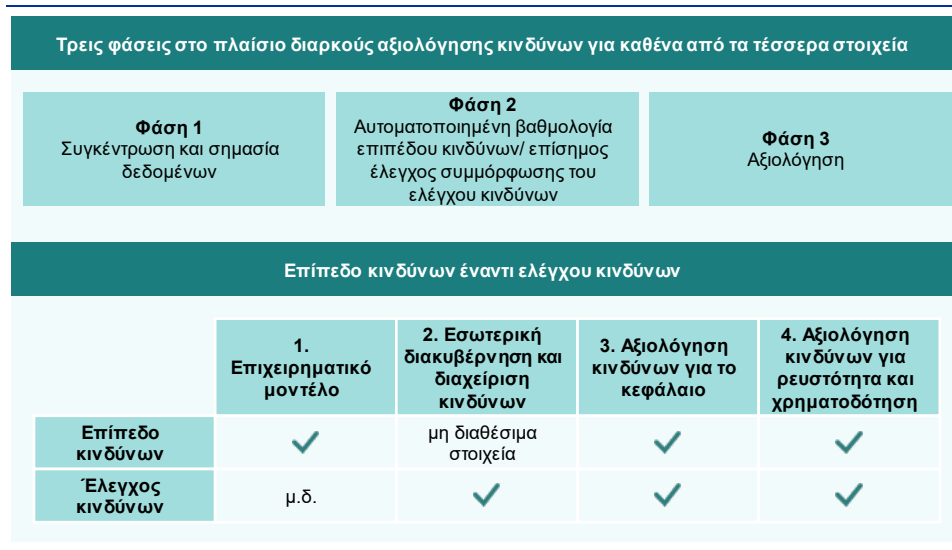 Τρεις φάσεις στο πλαίσιο διαρκούς αξιολόγησης κινδύνων για καθένα από τα τέσσερα στοιχεία
Φάση 1
Συγκέντρωση και σημασία
δεδομένων
Φάση 2
Αυτοματοποιημένη βαθμολογία
επιπέδου κινδύνου/ επίσημος
έλεγχος συμμόρφωσης του
ελέγχου κινδύνων
Φάση 3
Αξιολόγηση
Επίπεδο κινδύνων έναντι ελέγχου κινδύνων
1.
Επιχειρηματικό
μοντέλο
2. Εσωτερική
διακυβέρνηση και
διαχείριση
κινδύνων
3. Αξιολόγηση
κινδύνων για το
κεφάλαιο
4. Αξιολόγηση
κινδύνων για
ρευστότητα και
χρηματοδότηση
Επίπεδο
κινδύνων
μη διαθέσιμα
στοιχεία
Έλεγχος
κινδύνων
μ.δ.